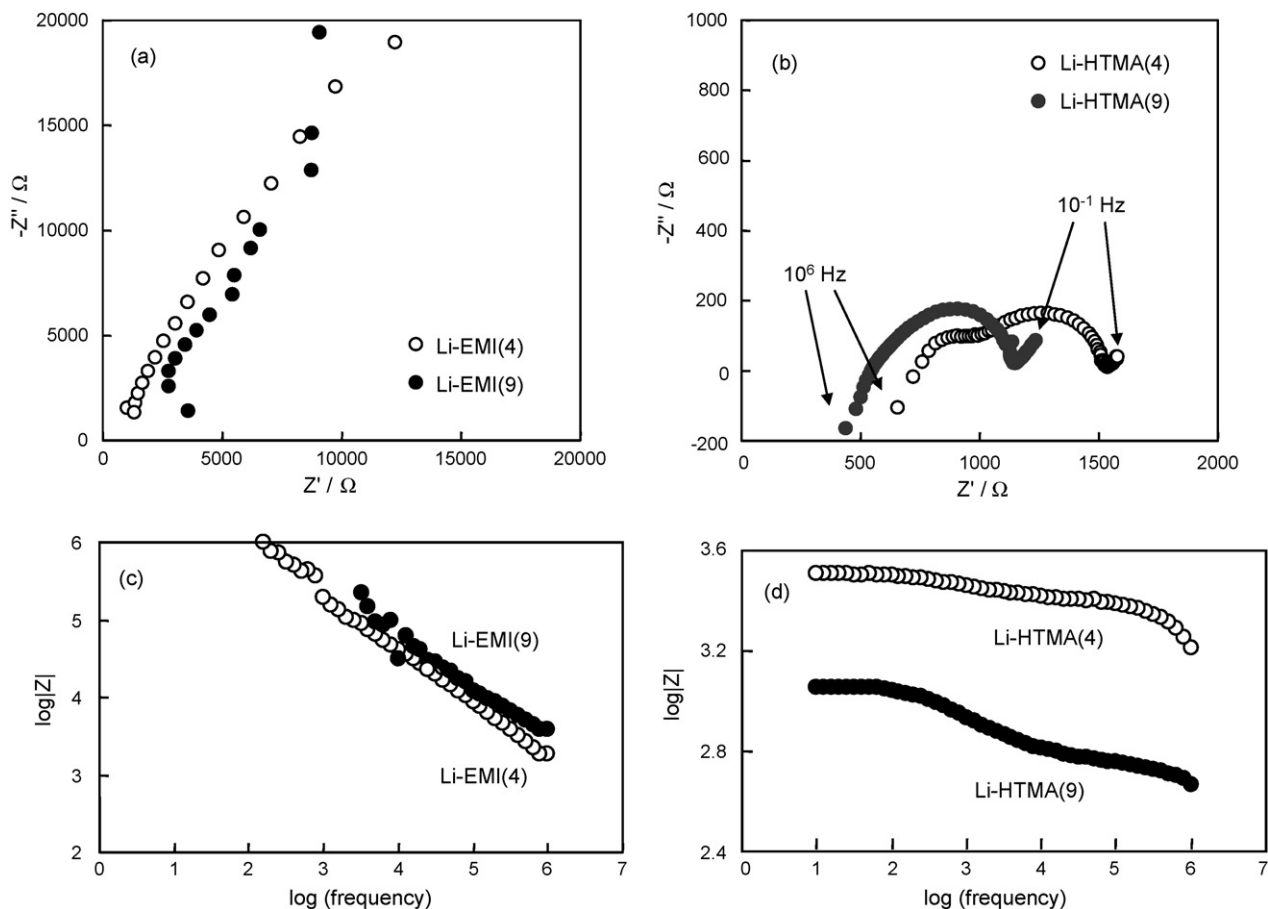 (a)
20000
15000
10000
5000
0
-Z" / Ω
Li-EMI(4)
Li-EMI(9)
0 5000 10000 15000 20000
Z' / Ω
(b)
1000
800
600
400
200
0
-200
-Z" / Ω
Li-HTMA(4)
Li-HTMA(9)
10⁻¹ Hz
10⁶ Hz
0 500 1000 1500 2000
Z' / Ω
(c)
6
5
4
3
2
log|Z|
Li-EMI(9)
Li-EMI(4)
0 1 2 3 4 5 6 7
log (frequency)
(d)
3.6
3.2
2.8
2.4
log|Z|
Li-HTMA(4)
Li-HTMA(9)
0 1 2 3 4 5 6 7
log (frequency)